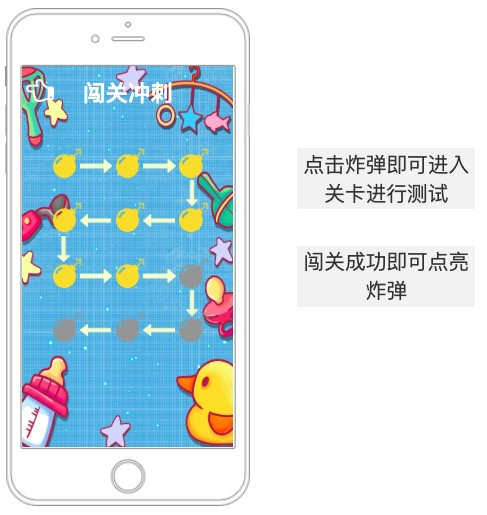 闯关冲刺
点击炸弹即可进入
关卡进行测试
闯关成功即可点亮
炸弹